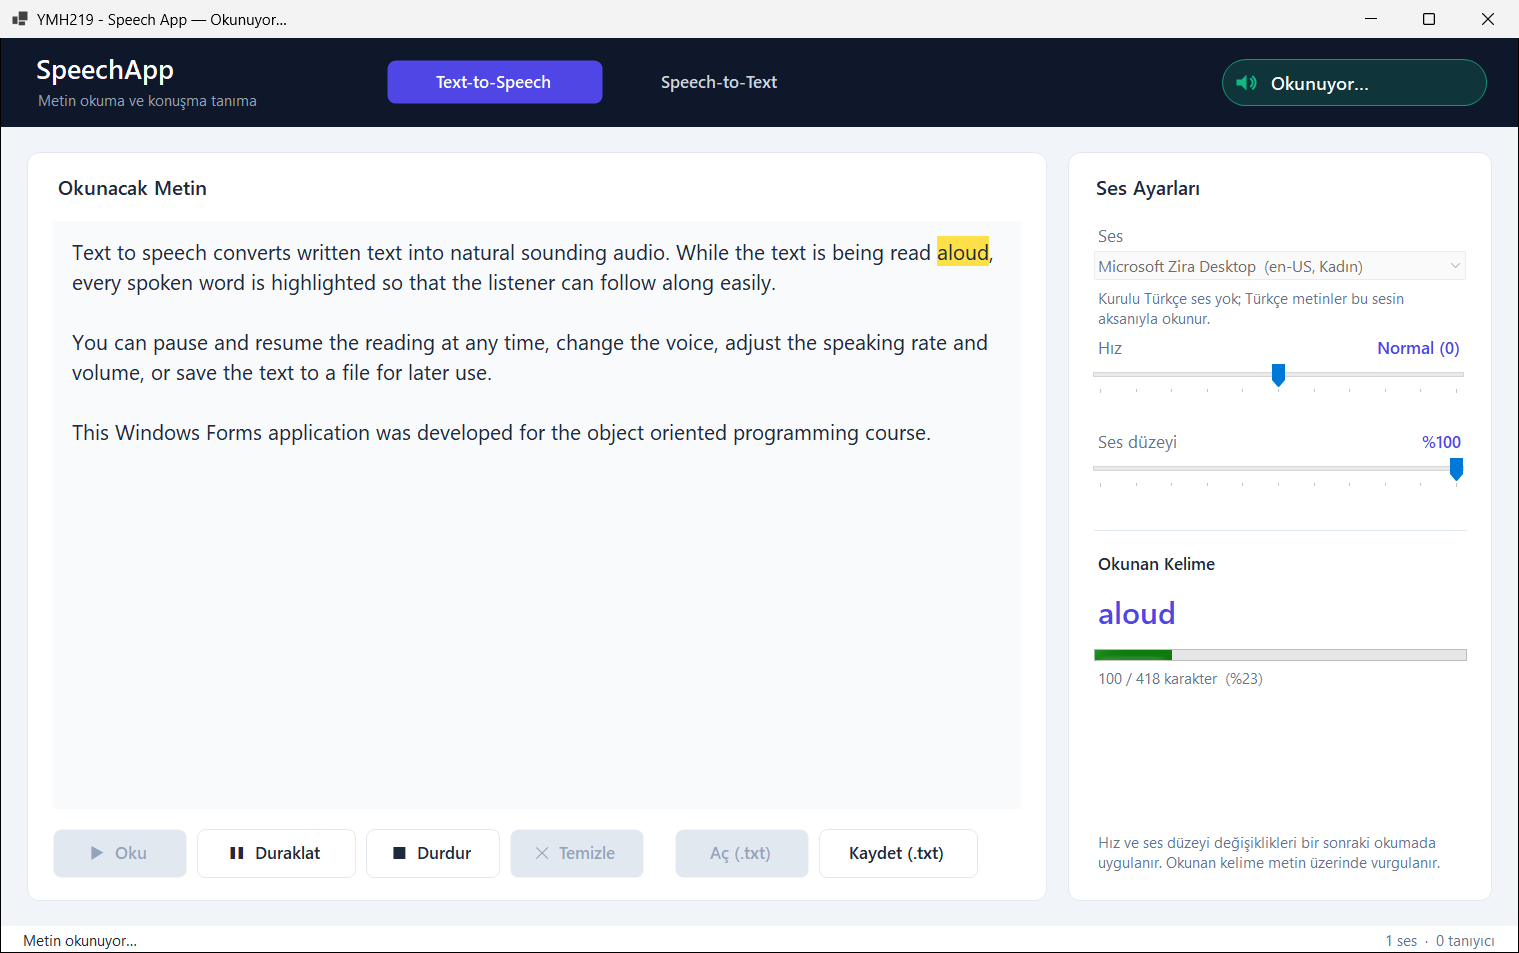 YMH219 - Speech App — Okunuyor...
SpeechApp
Metin okuma ve konuşma tanıma
Text-to-Speech
Speech-to-Text
Okunuyor...
Okunacak Metin
Text to speech converts written text into natural sounding audio. While the text is being read aloud,
every spoken word is highlighted so that the listener can follow along easily.
You can pause and resume the reading at any time, change the voice, adjust the speaking rate and
volume, or save the text to a file for later use.
This Windows Forms application was developed for the object oriented programming course.
Oku
Duraklat
Durdur
Temizle
Aç (.txt)
Kaydet (.txt)
Ses Ayarları
Ses
Microsoft Zira Desktop (en-US, Kadın)
Kurulu Türkçe ses yok; Türkçe metinler bu sesin
aksanıyla okunur.
Hız
Normal (0)
Ses düzeyi
%100
Okunan Kelime
aloud
100 / 418 karakter (%23)
Hız ve ses düzeyi değişiklikleri bir sonraki okumada
uygulanır. Okunan kelime metin üzerinde vurgulanır.
Metin okunuyor...
1 ses · 0 tanıyıcı